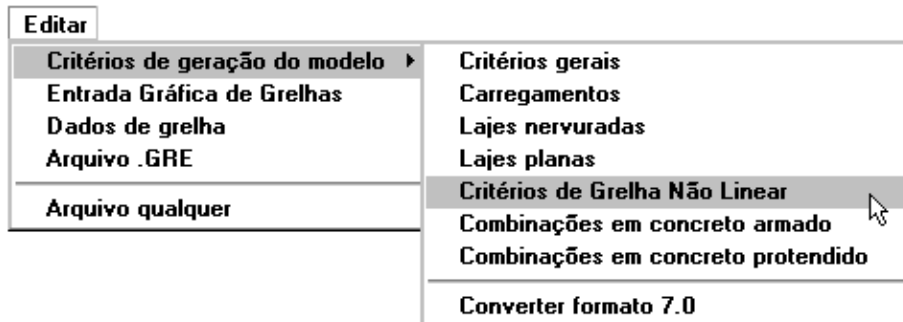 Editar
Critérios de geração do modelo
Entrada Gráfica de Grelhas
Dados de grelha
Arquivo .GRE
Arquivo qualquer
Critérios gerais
Carregamentos
Lajes nervuradas
Lajes planas
Critérios de Grelha Não Linear
Combinações em concreto armado
Combinações em concreto protendido
Converter formato 7.0